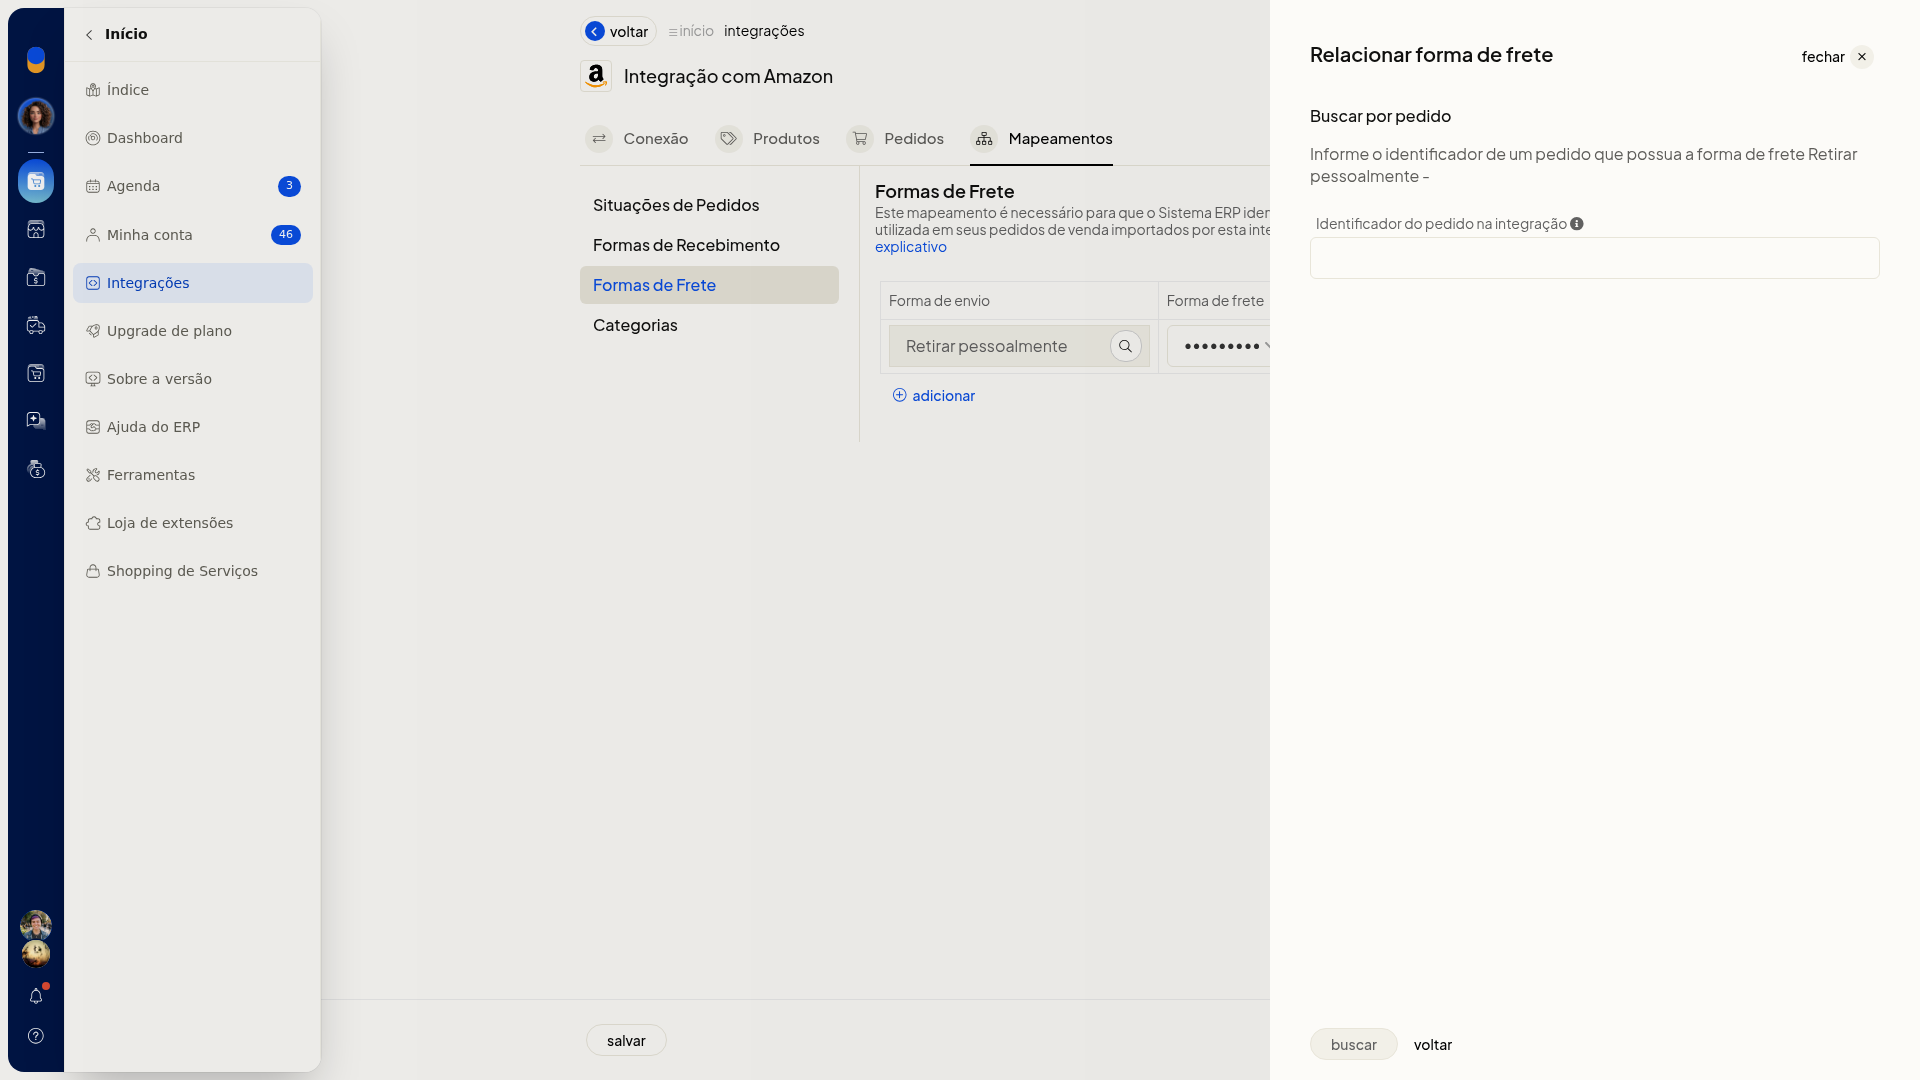 Início
Índice
Dashboard
Agenda
3
Minha conta
46
Integrações
Upgrade de plano
Sobre a versão
Ajuda do ERP
Ferramentas
Loja de extensões
Shopping de Serviços
voltar
início
integrações
Integração com Amazon
Conexão
Produtos
Pedidos
Mapeamentos
Situações de Pedidos
Formas de Recebimento
Formas de Frete
Categorias
Formas de Frete
Este mapeamento é necessário para que o Sistema ERP
utilizada em seus pedidos de venda importados por esta
explicativo
Forma de envio
Forma de frete
Retirar pessoalmente
•••••••••
adicionar
salvar
Relacionar forma de frete
fechar
Buscar por pedido
Informe o identificador de um pedido que possua a forma de frete Retirar
pessoalmente -
Identificador do pedido na integração
buscar
voltar